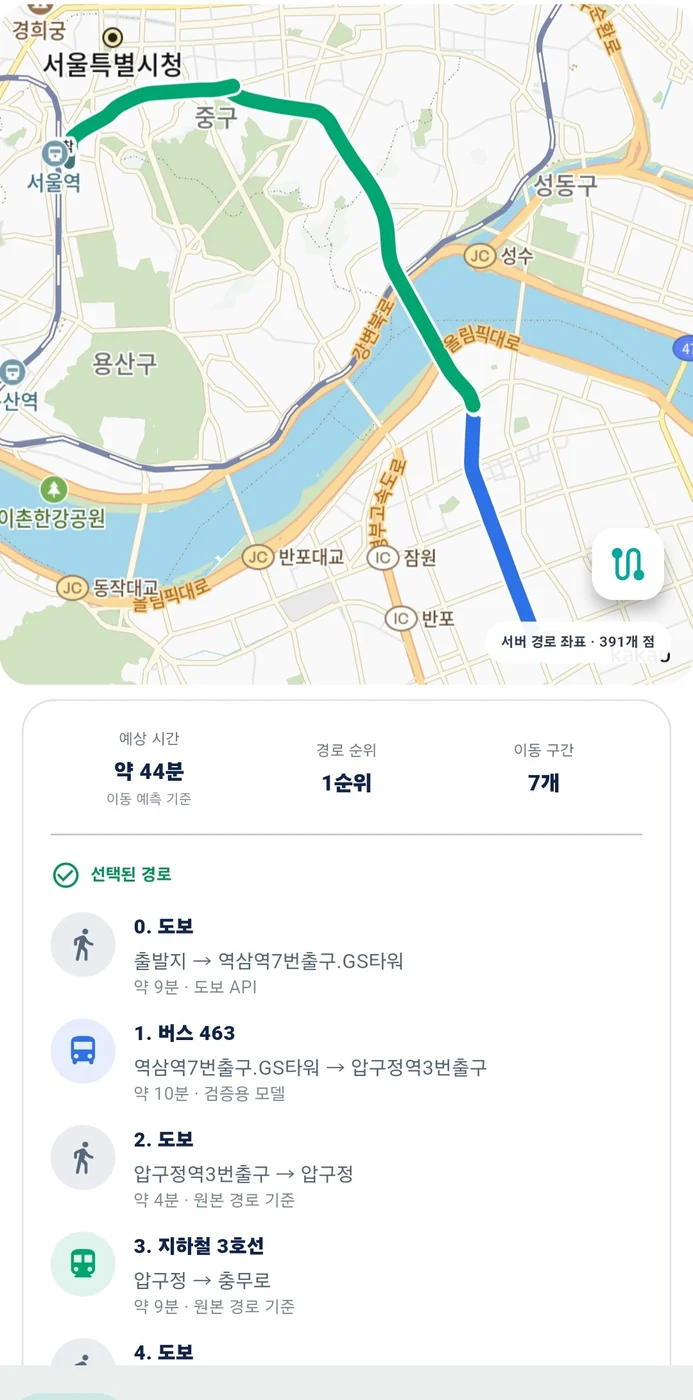 경희궁
서울특별시청
중구
서울역
성동구
JC 성수
강변북로
올림픽대로
47
용산구
산역
이촌한강공원
경부고속도로
JC 반포대교
IC 잠원
JC 동작대교
올림픽대로
IC 반포
서버 경로 좌표 · 391개 점
kakao
예상 시간
약 44분
이동 예측 기준
경로 순위
1순위
이동 구간
7개
선택된 경로
0. 도보
출발지 → 역삼역7번출구.GS타워
약 9분 · 도보 API
1. 버스 463
역삼역7번출구.GS타워 → 압구정역3번출구
약 10분 · 검증용 모델
2. 도보
압구정역3번출구 → 압구정
약 4분 · 원본 경로 기준
3. 지하철 3호선
압구정 → 충무로
약 9분 · 원본 경로 기준
4. 도보